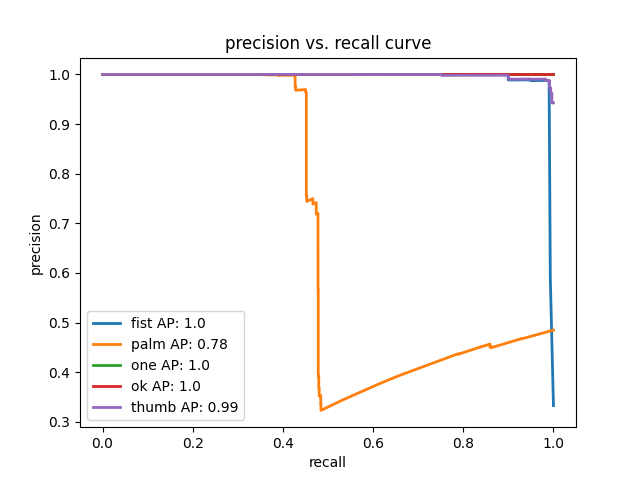 precision vs. recall curve
1.0
0.9
0.8
0.7
0.6
0.5
0.4
0.3
precision
fist AP: 1.0
palm AP: 0.78
one AP: 1.0
ok AP: 1.0
thumb AP: 0.99
0.0 0.2 0.4 0.6 0.8 1.0
recall